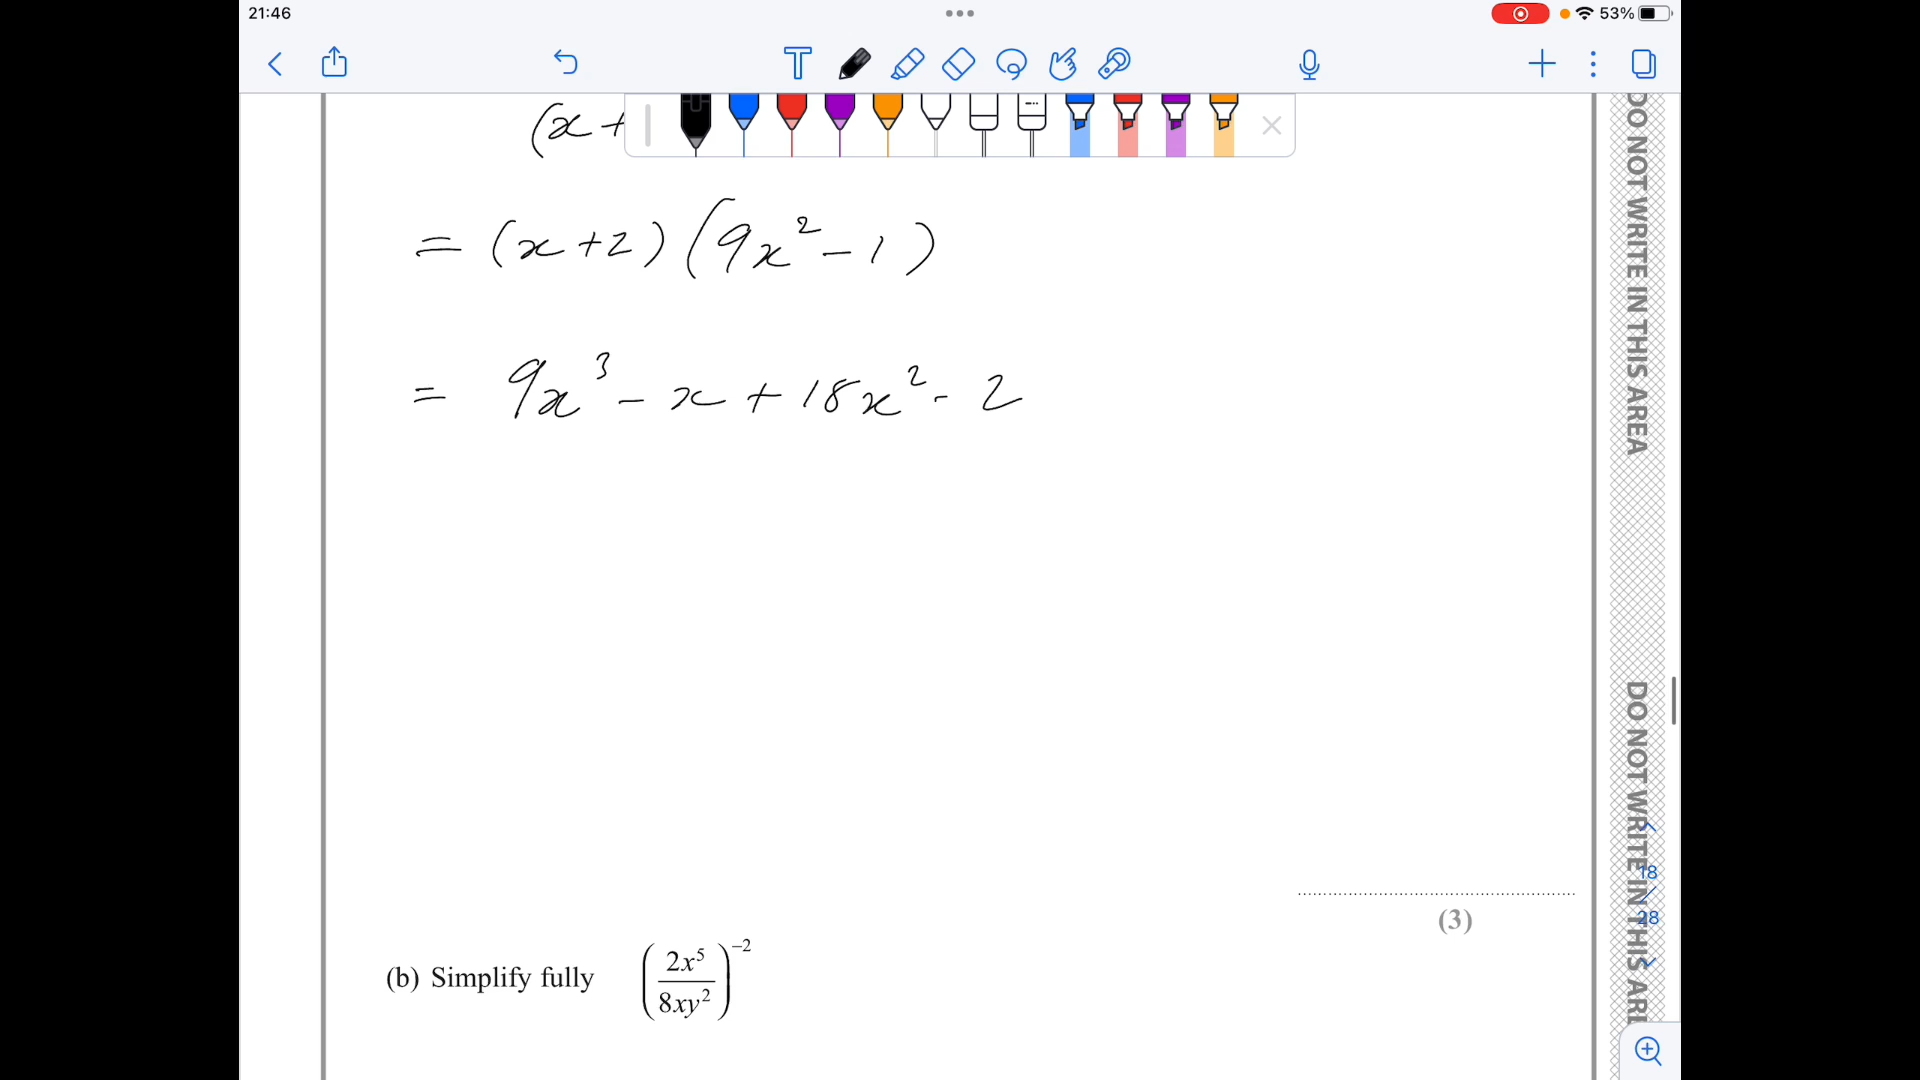 21:46
53%
(x+
= (x+2)(9x² - 1)
= 9x³ - x + 18x² - 2
(3)
(b) Simplify fully (2x⁵ / 8xy²)⁻²
DO NOT WRITE IN THIS AREA
DO NOT WRITE IN THIS ARE
18
28